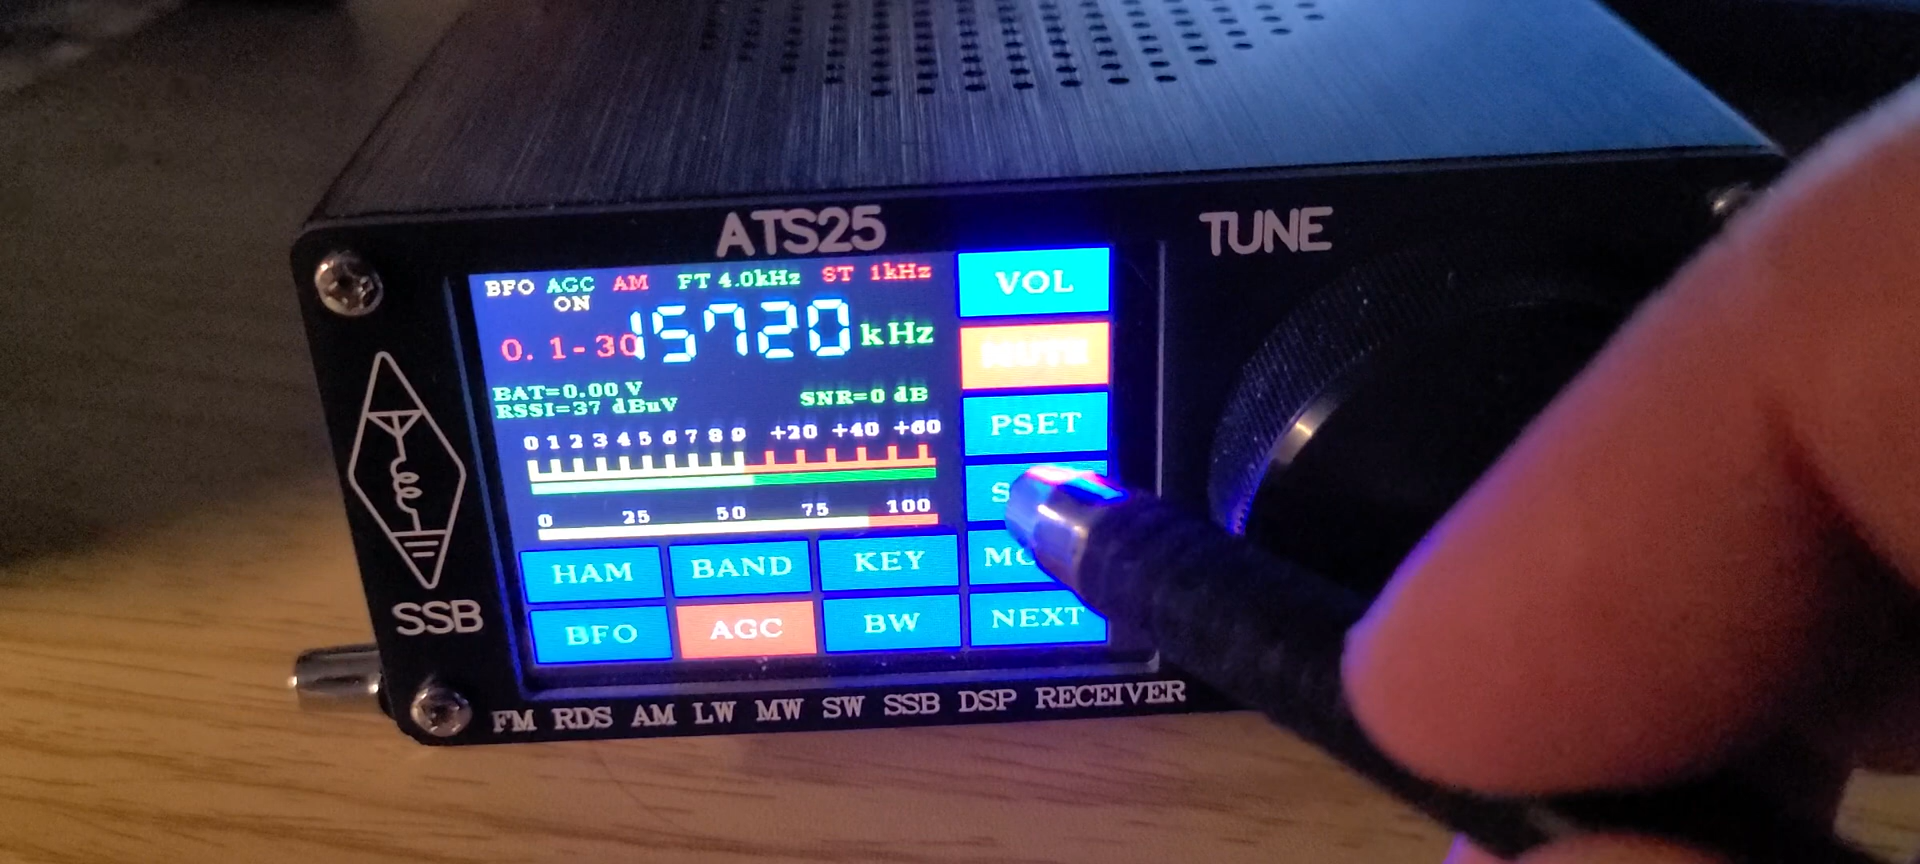 ATS25
TUNE
BFO AGC AM FT 4.0kHz ST 1kHz
ON
0.1-30 15720 kHz
BAT=0.00 V
RSSI=37 dBuV SNR=0 dB
0 1 2 3 4 5 6 7 8 9 +20 +40 +60
0 25 50 75 100
VOL
MUTE
PSET
HAM BAND KEY
BFO AGC BW NEXT
SSB
FM RDS AM LW MW SW SSB DSP RECEIVER